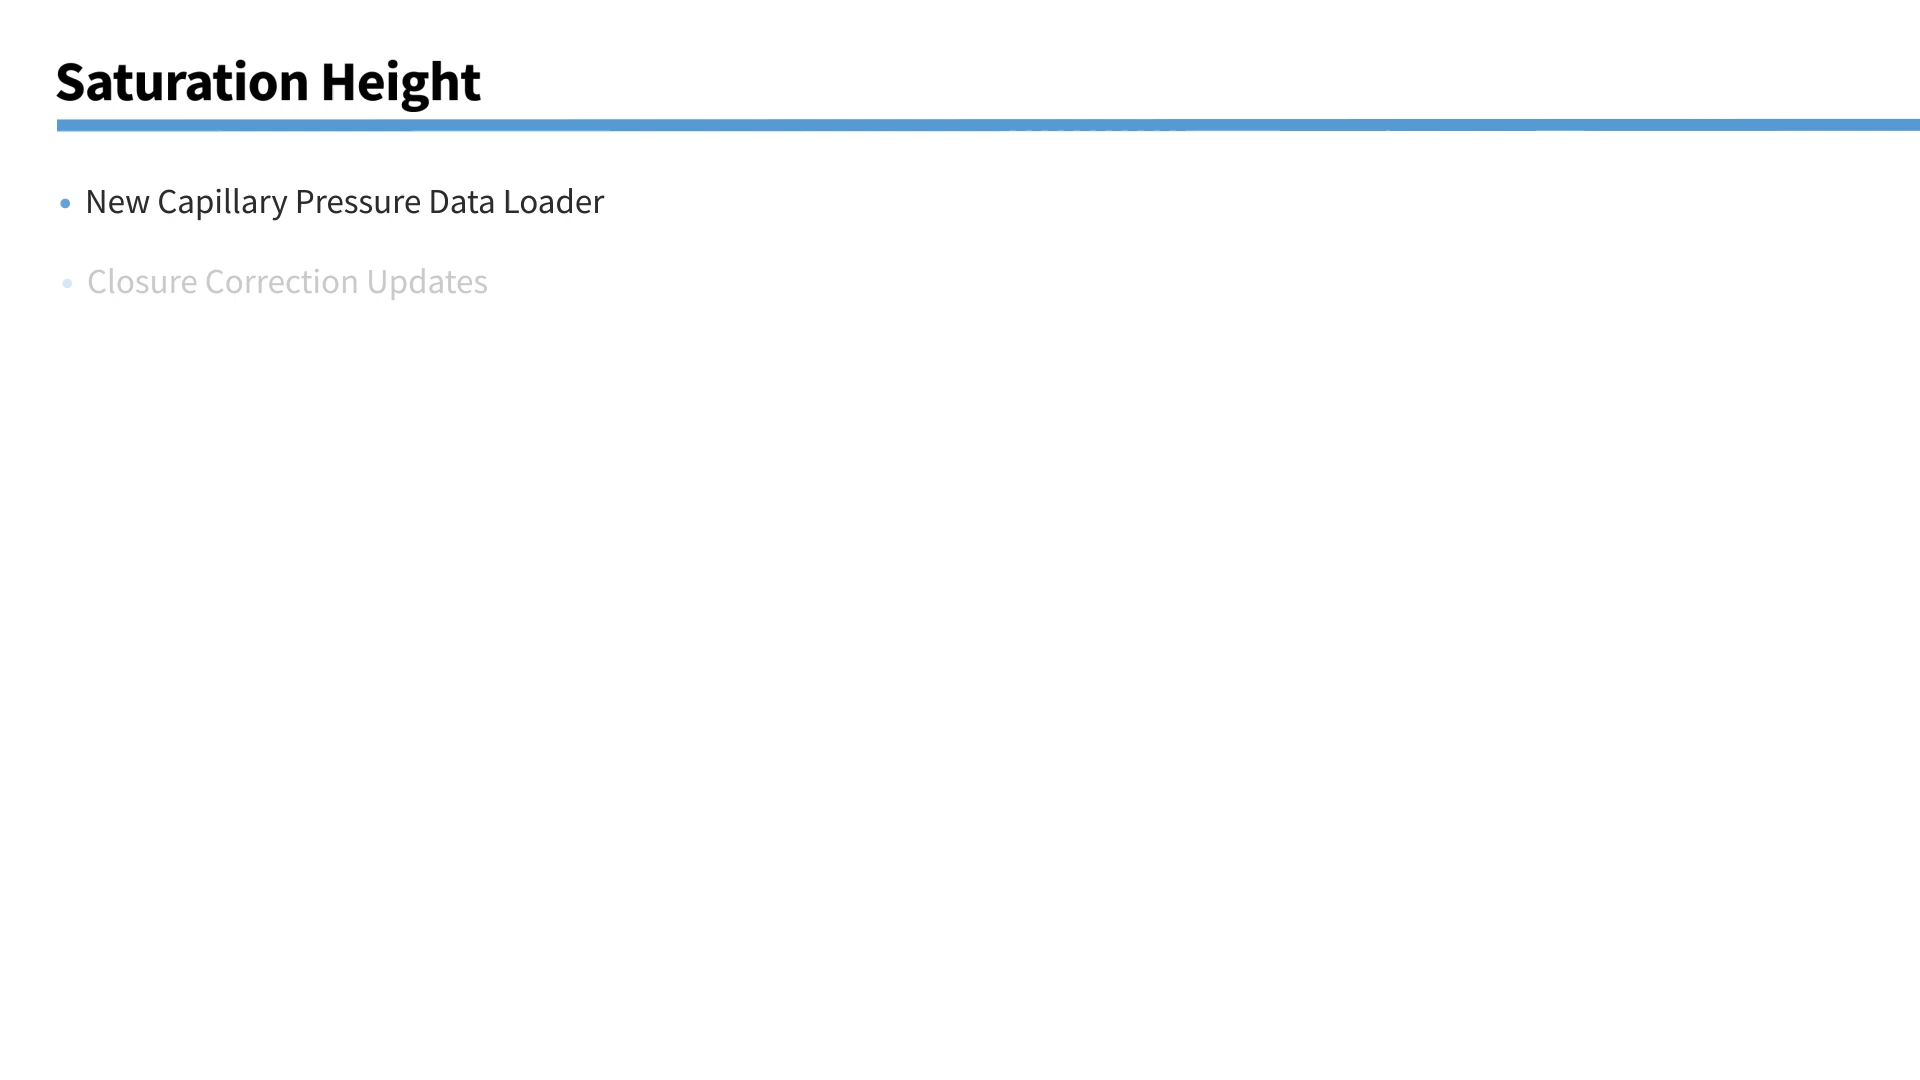 Saturation Height
• New Capillary Pressure Data Loader
• Closure Correction Updates